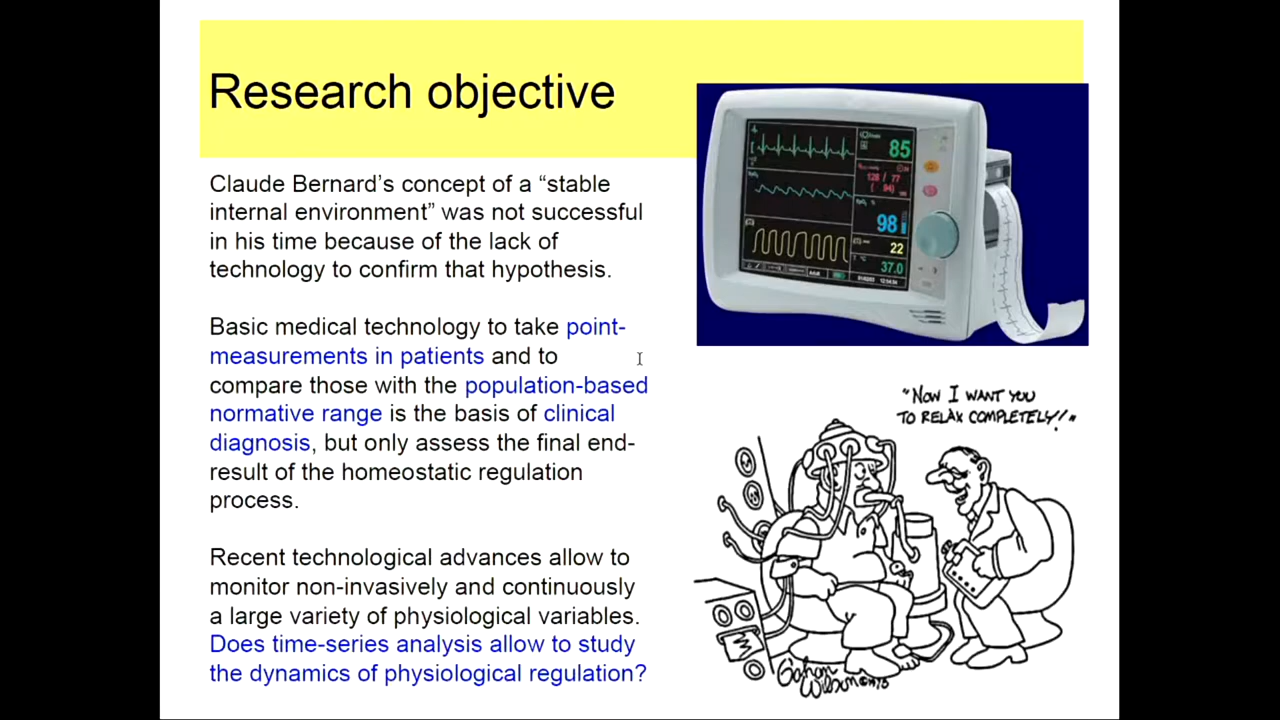 Research objective
Claude Bernard's concept of a “stable
internal environment” was not successful
in his time because of the lack of
technology to confirm that hypothesis.
Basic medical technology to take point-
measurements in patients and to
compare those with the population-based
normative range is the basis of clinical
diagnosis, but only assess the final end-
result of the homeostatic regulation
process.
Recent technological advances allow to
monitor non-invasively and continuously
a large variety of physiological variables.
Does time-series analysis allow to study
the dynamics of physiological regulation?
85
128 / 77
( 94)
98
22
37.0
"NOW I WANT YOU
TO RELAX COMPLETELY!"
Gahan
Wilson